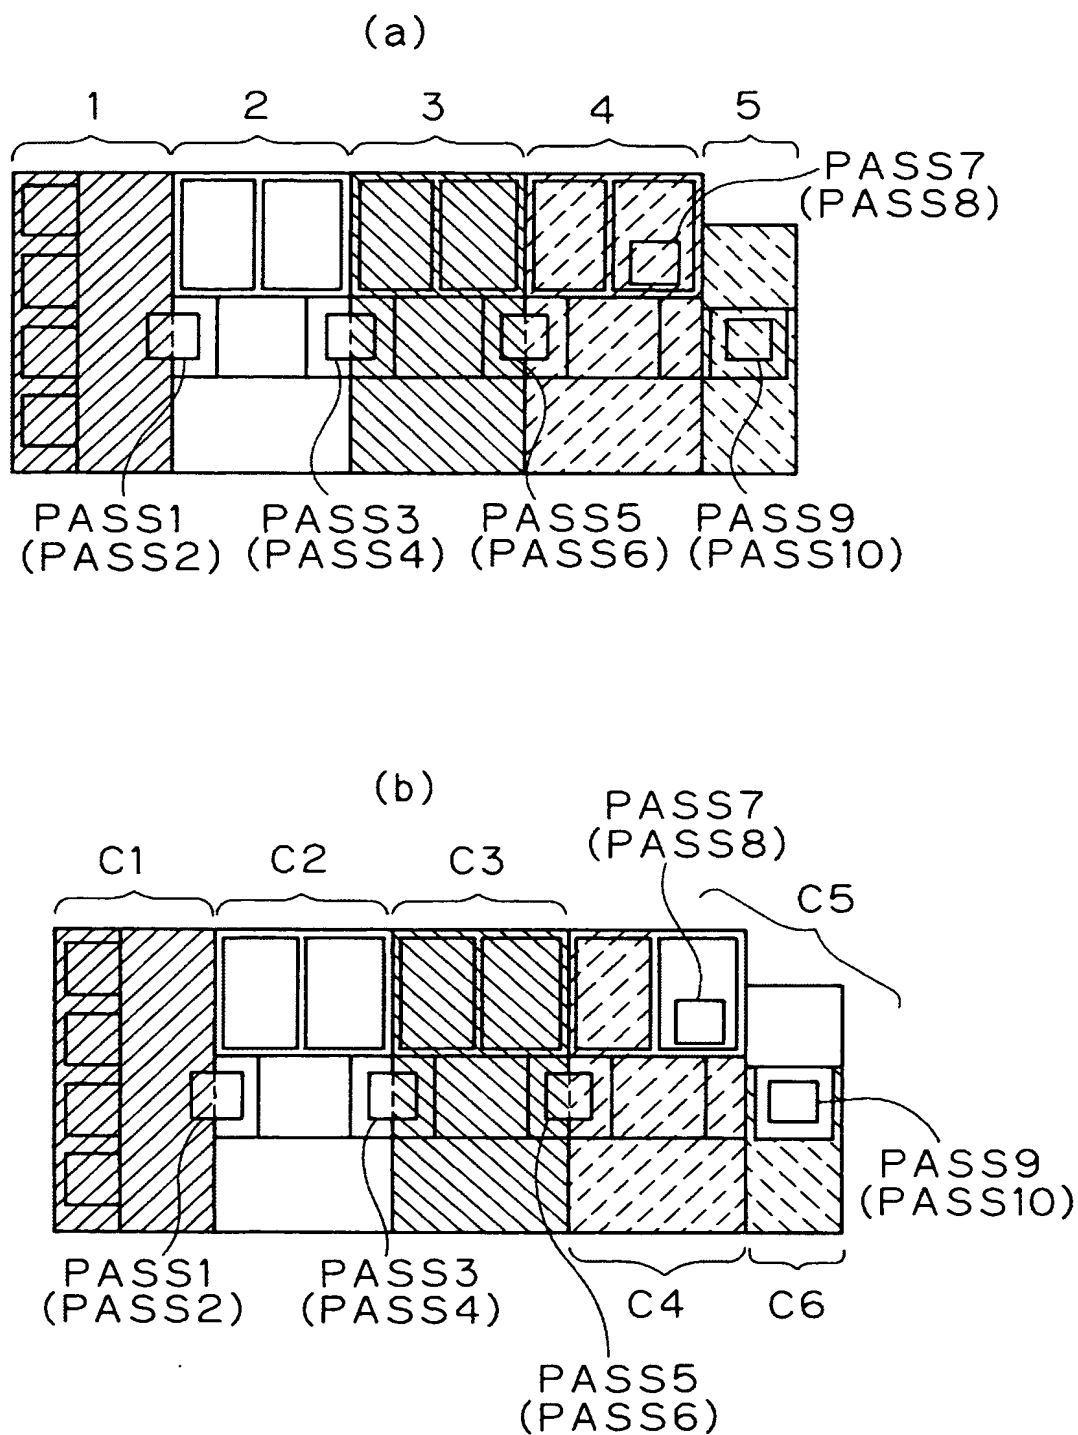 (a)
1 2 3 4 5
PASS7
(PASS8)
PASS1 PASS3 PASS5 PASS9
(PASS2) (PASS4) (PASS6) (PASS10)
(b)
PASS7
(PASS8)
C1 C2 C3
C5
PASS9
(PASS10)
PASS1 PASS3
(PASS2) (PASS4)
C4 C6
PASS5
(PASS6)